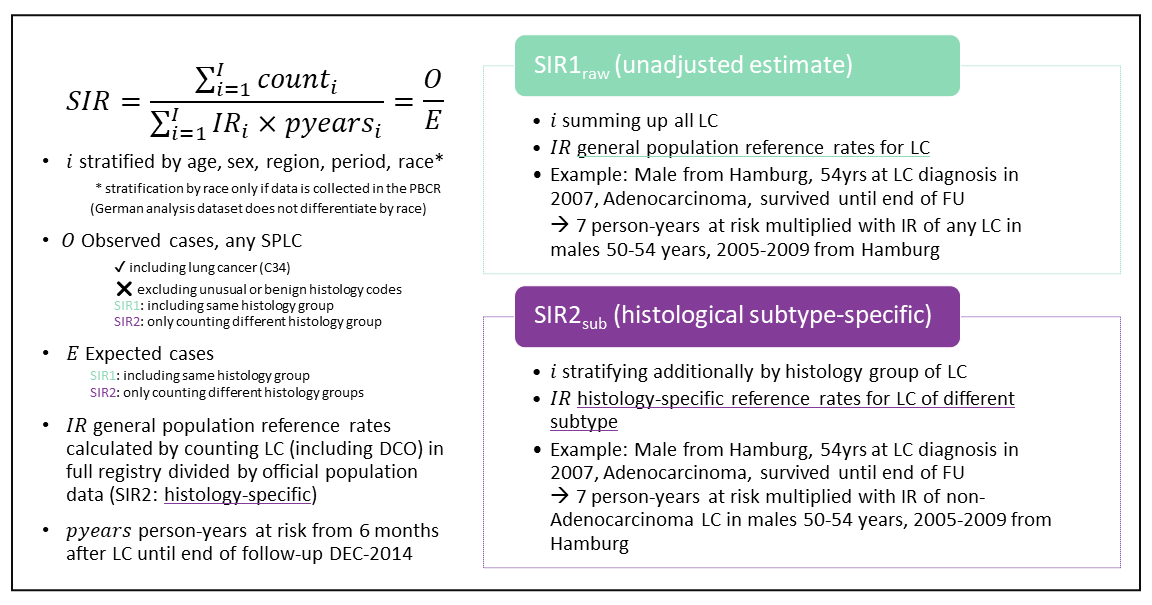 SIR = \frac{\sum_{i=1}^{I} count_i}{\sum_{i=1}^{I} IR_i × pyears_i} = \frac{O}{E}
• i stratified by age, sex, region, period, race*
* stratification by race only if data is collected in the PBCR
(German analysis dataset does not differentiate by race)
• O Observed cases, any SPLC
✓ including lung cancer (C34)
✖ excluding unusual or benign histology codes
SIR1: including same histology group
SIR2: only counting different histology group
• E Expected cases
SIR1: including same histology group
SIR2: only counting different histology groups
• IR general population reference rates
calculated by counting LC (including DCO) in
full registry divided by official population
data (SIR2: histology-specific)
• pyears person-years at risk from 6 months
after LC until end of follow-up DEC-2014
SIR1raw (unadjusted estimate)
• i summing up all LC
• IR general population reference rates for LC
• Example: Male from Hamburg, 54yrs at LC diagnosis in
2007, Adenocarcinoma, survived until end of FU
→ 7 person-years at risk multiplied with IR of any LC in
males 50-54 years, 2005-2009 from Hamburg
SIR2sub (histological subtype-specific)
• i stratifying additionally by histology group of LC
• IR histology-specific reference rates for LC of different
subtype
• Example: Male from Hamburg, 54yrs at LC diagnosis in
2007, Adenocarcinoma, survived until end of FU
→ 7 person-years at risk multiplied with IR of non-
Adenocarcinoma LC in males 50-54 years, 2005-2009 from
Hamburg